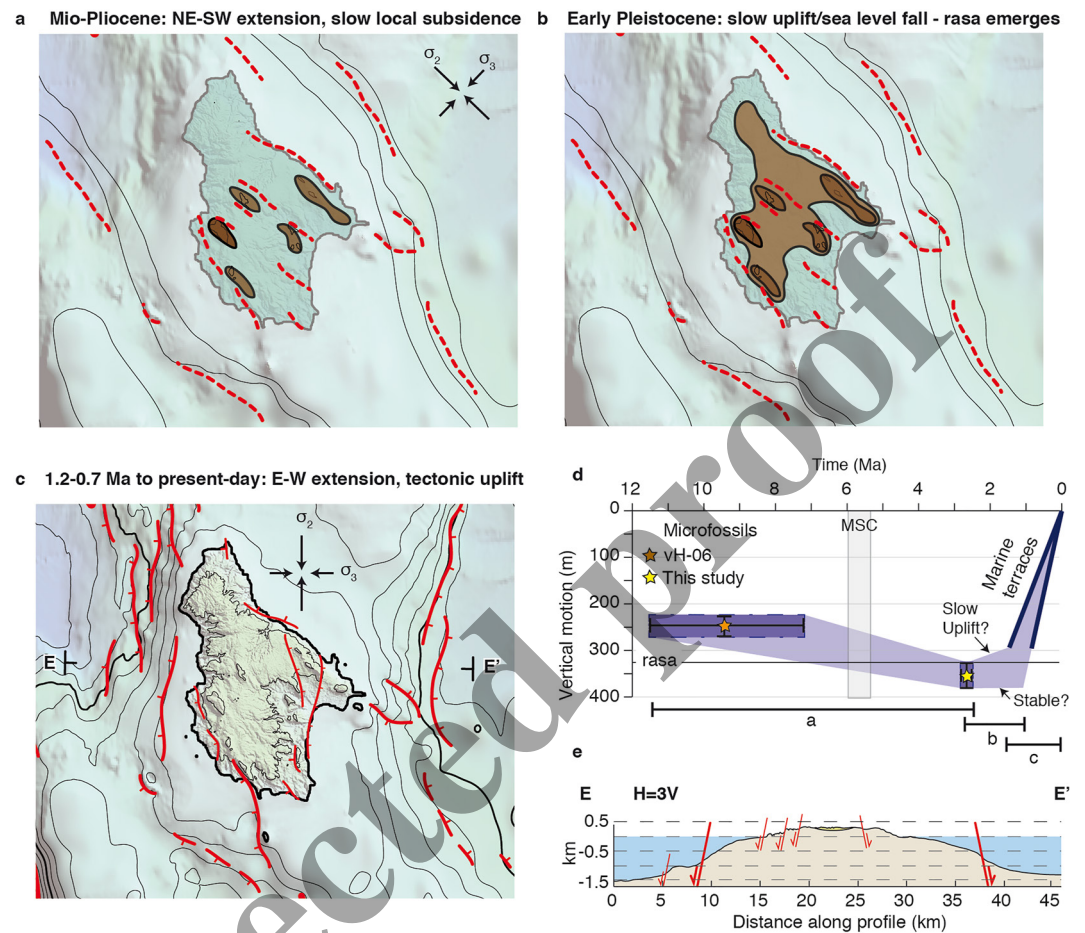 a Mio-Pliocene: NE-SW extension, slow local subsidence
σ2
σ3
b Early Pleistocene: slow uplift/sea level fall - rasa emerges
c 1.2-0.7 Ma to present-day: E-W extension, tectonic uplift
σ2
σ3
E
E'
d
Time (Ma)
12 10 8 6 4 2 0
Vertical motion (m)
0
100
200
300
400
Microfossils
vH-06
This study
MSC
Marine
terraces
Slow
Uplift?
rasa
Stable?
a
b
c
e
E H=3V E'
km
0.5
-0.5
-1.5
0 5 10 15 20 25 30 35 40 45
Distance along profile (km)
ected proof